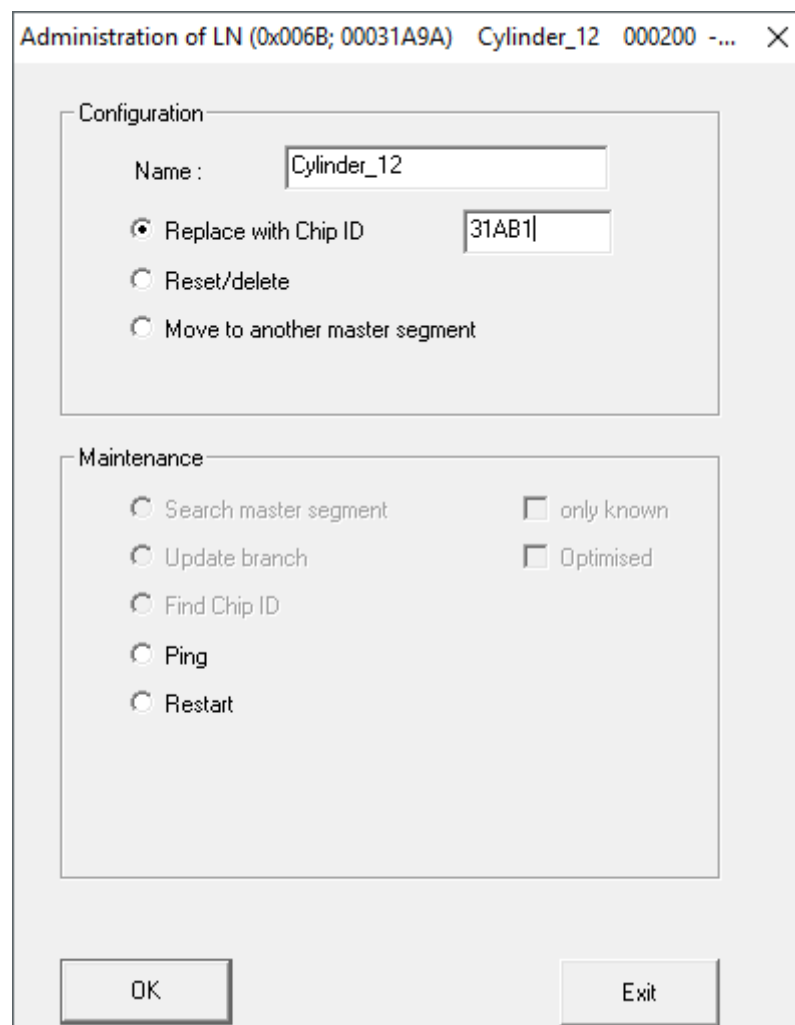 Administration of LN (0x006B; 00031A9A) Cylinder_12 000200 -...
Configuration
Name : Cylinder_12
Replace with Chip ID 31AB1
Reset/delete
Move to another master segment
Maintenance
Search master segment only known
Update branch Optimised
Find Chip ID
Ping
Restart
OK Exit